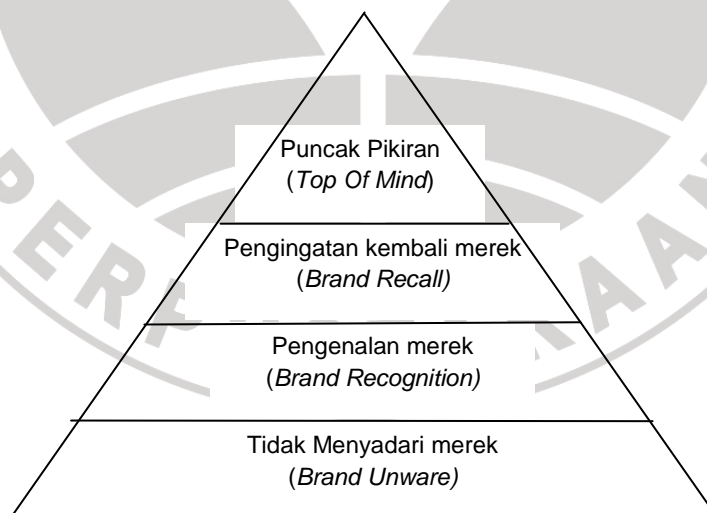 Puncak Pikiran
(Top Of Mind)
Pengingatan kembali merek
(Brand Recall)
Pengenalan merek
(Brand Recognition)
Tidak Menyadari merek
(Brand Unware)